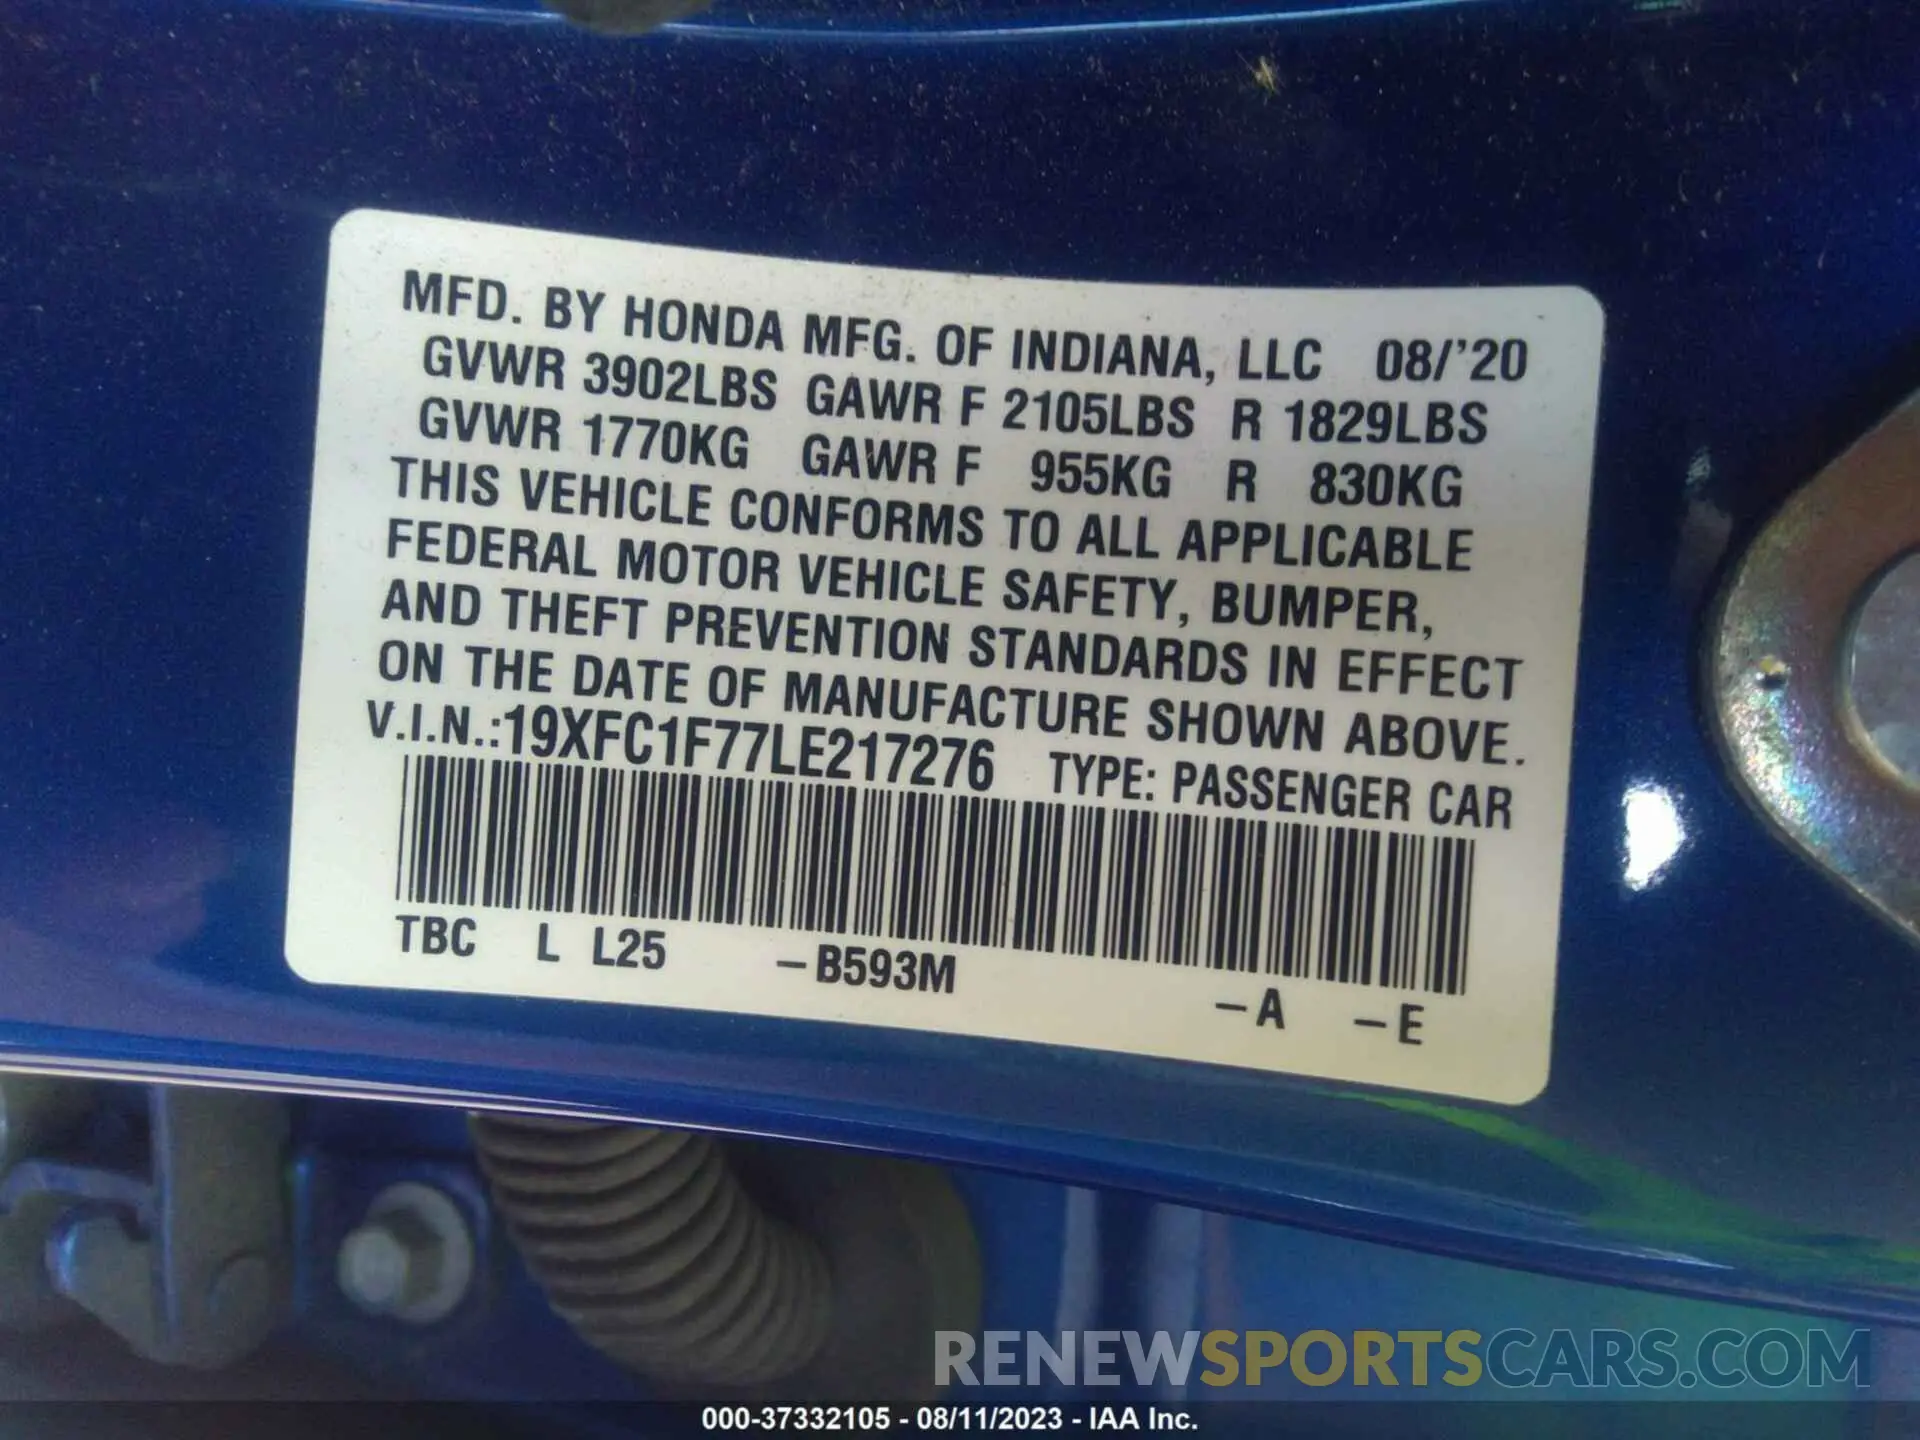 MFD. BY HONDA MFG. OF INDIANA, LLC 08/'20
GVWR 3902LBS GAWR F 2105LBS R 1829LBS
GVWR 1770KG GAWR F 955KG R 830KG
THIS VEHICLE CONFORMS TO ALL APPLICABLE
FEDERAL MOTOR VEHICLE SAFETY, BUMPER,
AND THEFT PREVENTION STANDARDS IN EFFECT
ON THE DATE OF MANUFACTURE SHOWN ABOVE.
V.I.N.:19XFC1F77LE217276 TYPE: PASSENGER CAR
TBC L L25 –B593M –A –E
RENEWSPORTSCARS.COM
000-37332105 - 08/11/2023 - IAA Inc.